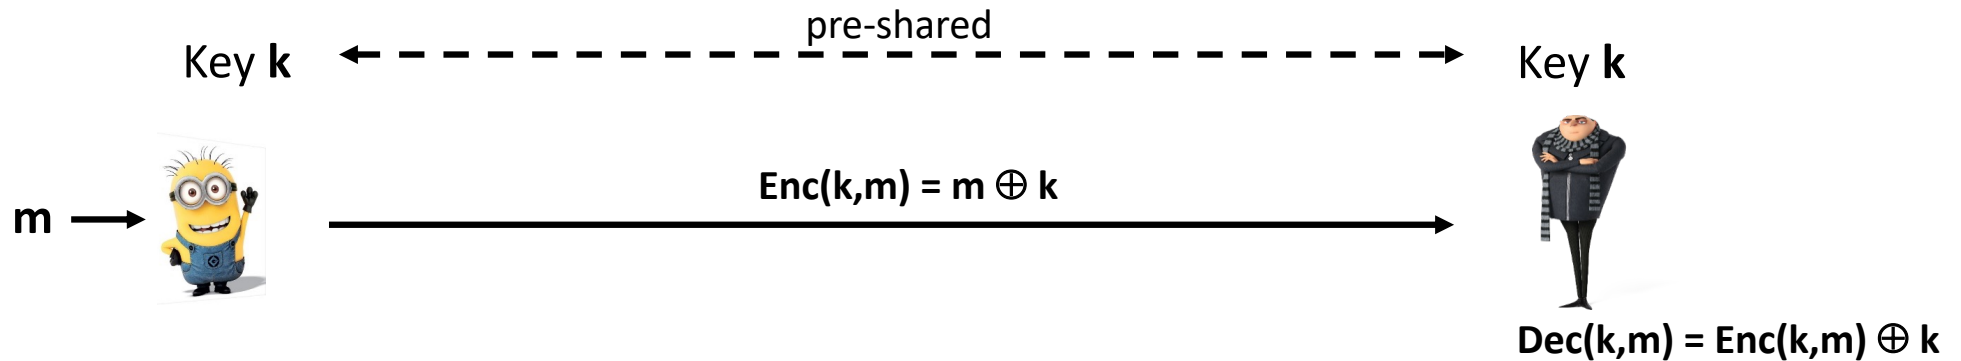 pre-shared
Key k
Key k
Enc(k,m) = m ⊕ k
m
Dec(k,m) = Enc(k,m) ⊕ k